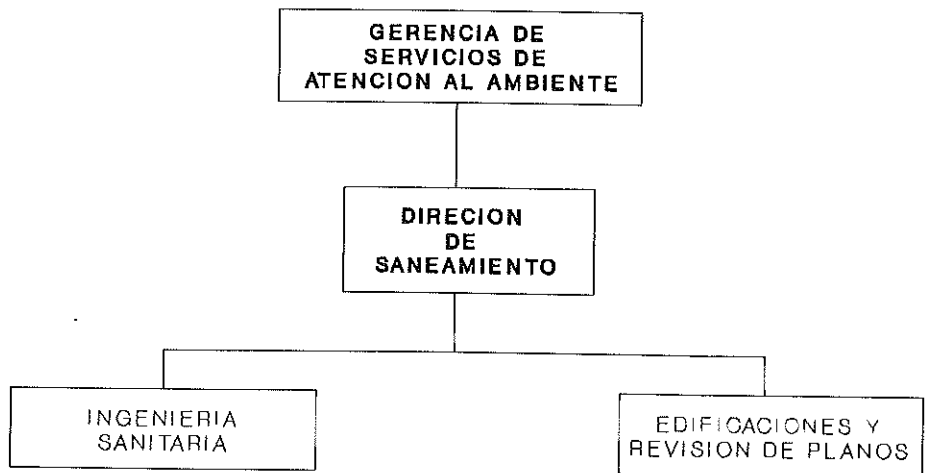 GERENCIA DE
SERVICIOS DE
ATENCION AL AMBIENTE
DIRECION
DE
SANEAMIENTO
INGENIERIA
SANITARIA
EDIFICACIONES Y
REVISION DE PLANOS